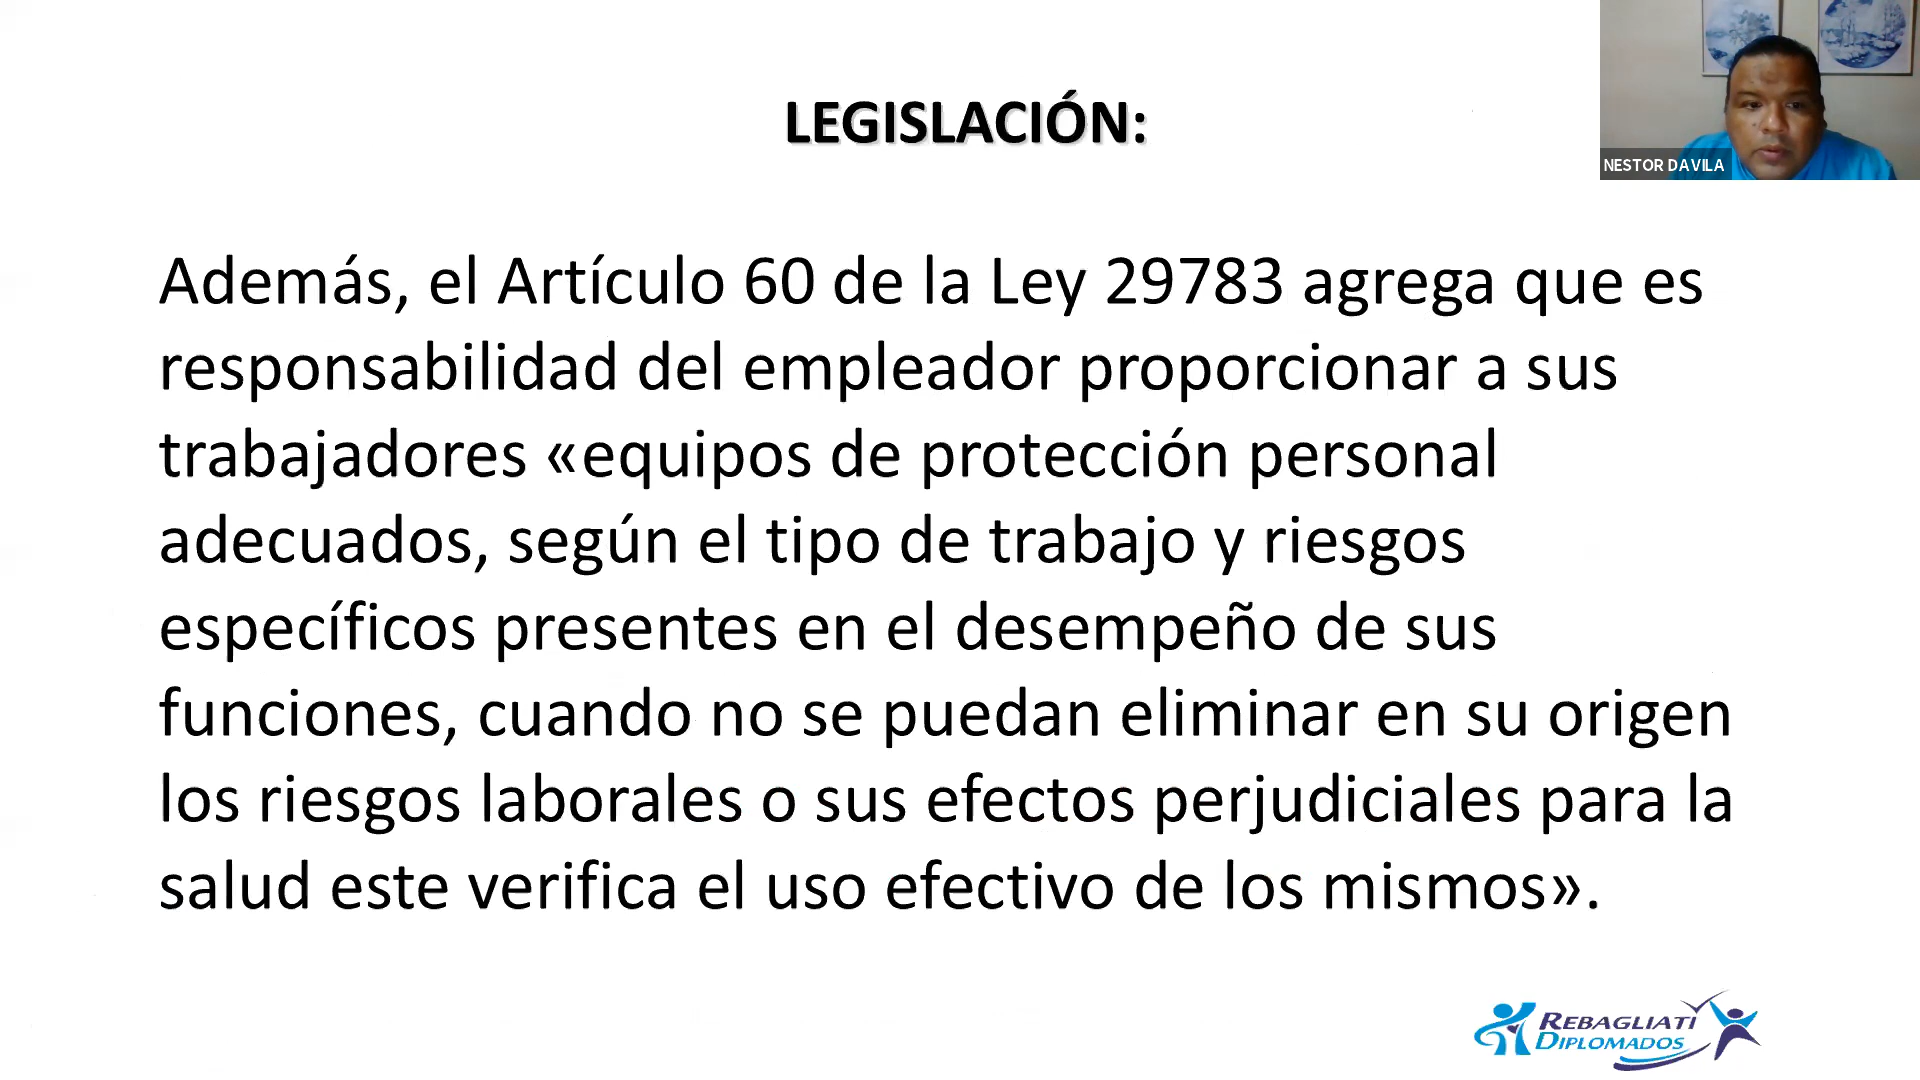 LEGISLACIÓN:
NESTOR DAVILA
Además, el Artículo 60 de la Ley 29783 agrega que es
responsabilidad del empleador proporcionar a sus
trabajadores «equipos de protección personal
adecuados, según el tipo de trabajo y riesgos
específicos presentes en el desempeño de sus
funciones, cuando no se puedan eliminar en su origen
los riesgos laborales o sus efectos perjudiciales para la
salud este verifica el uso efectivo de los mismos».
REBAGLIATI
DIPLOMADOS